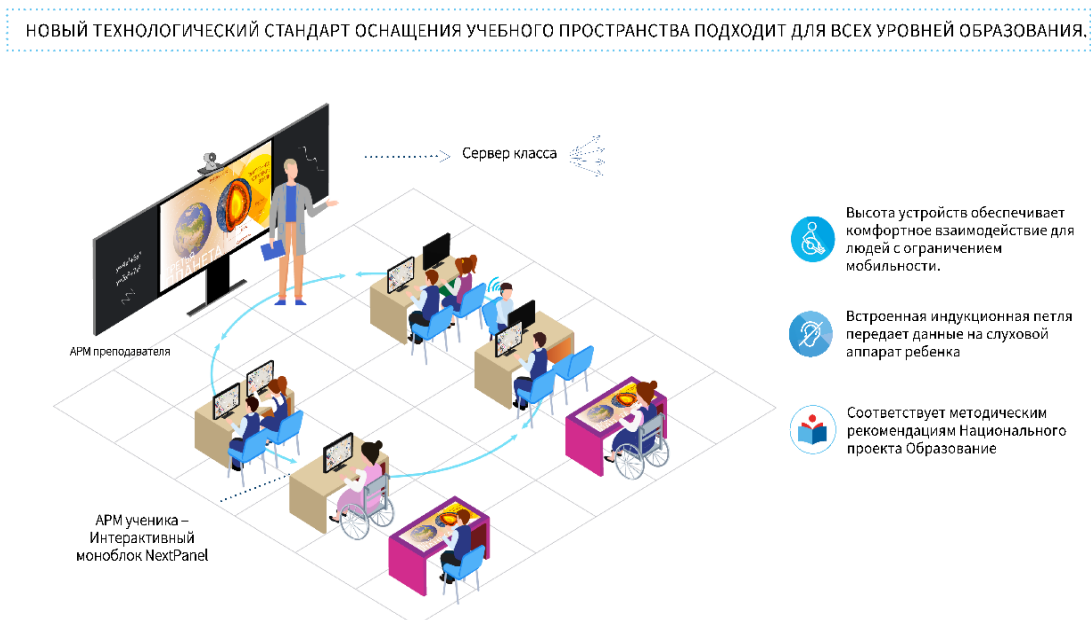 НОВЫЙ ТЕХНОЛОГИЧЕСКИЙ СТАНДАРТ ОСНАЩЕНИЯ УЧЕБНОГО ПРОСТРАНСТВА ПОДХОДИТ ДЛЯ ВСЕХ УРОВНЕЙ ОБРАЗОВАНИЯ.
Сервер класса
ПЛАНЕТА
АРМ преподавателя
АРМ ученика –
Интерактивный
моноблок NextPanel
Высота устройств обеспечивает
комфортное взаимодействие для
людей с ограничением
мобильности.
Встроенная индукционная петля
передает данные на слуховой
аппарат ребенка
Соответствует методическим
рекомендациям Национального
проекта Образование